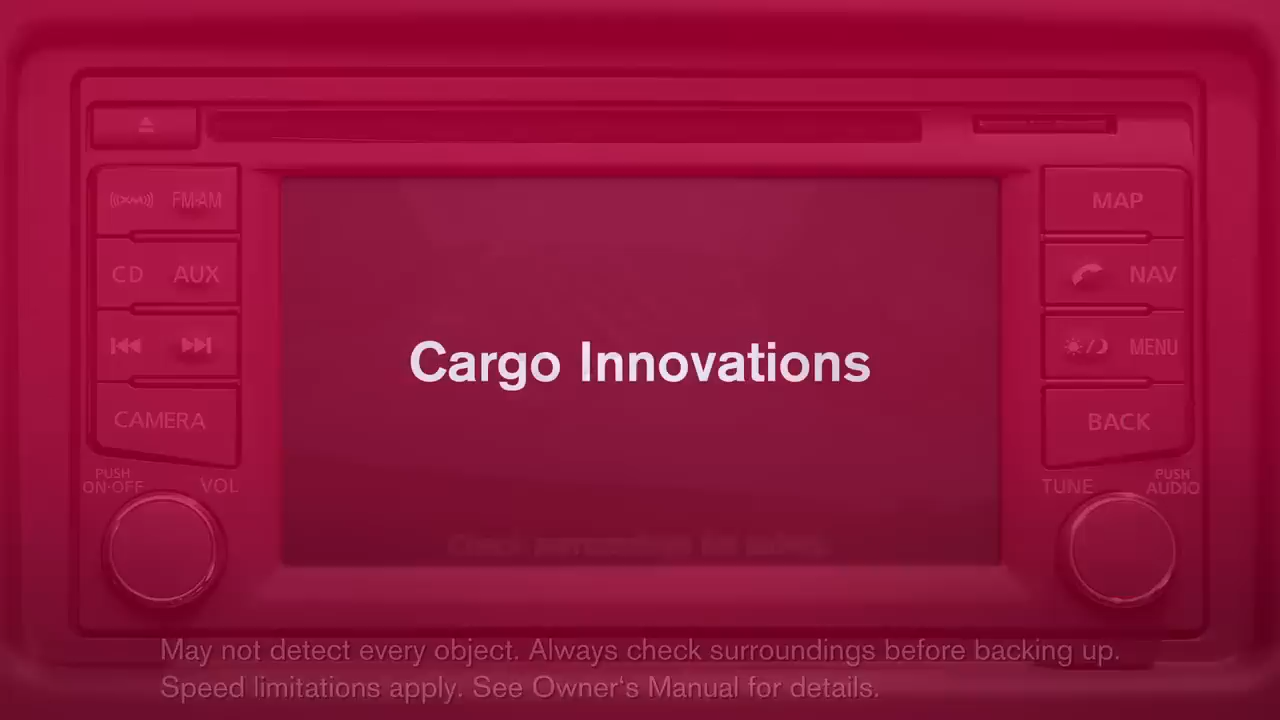 FM·AM
MAP
CD AUX
NAV
Cargo Innovations
MENU
CAMERA
BACK
PUSH
ON·OFF
VOL
TUNE
PUSH
AUDIO
May not detect every object. Always check surroundings before backing up.
Speed limitations apply. See Owner's Manual for details.